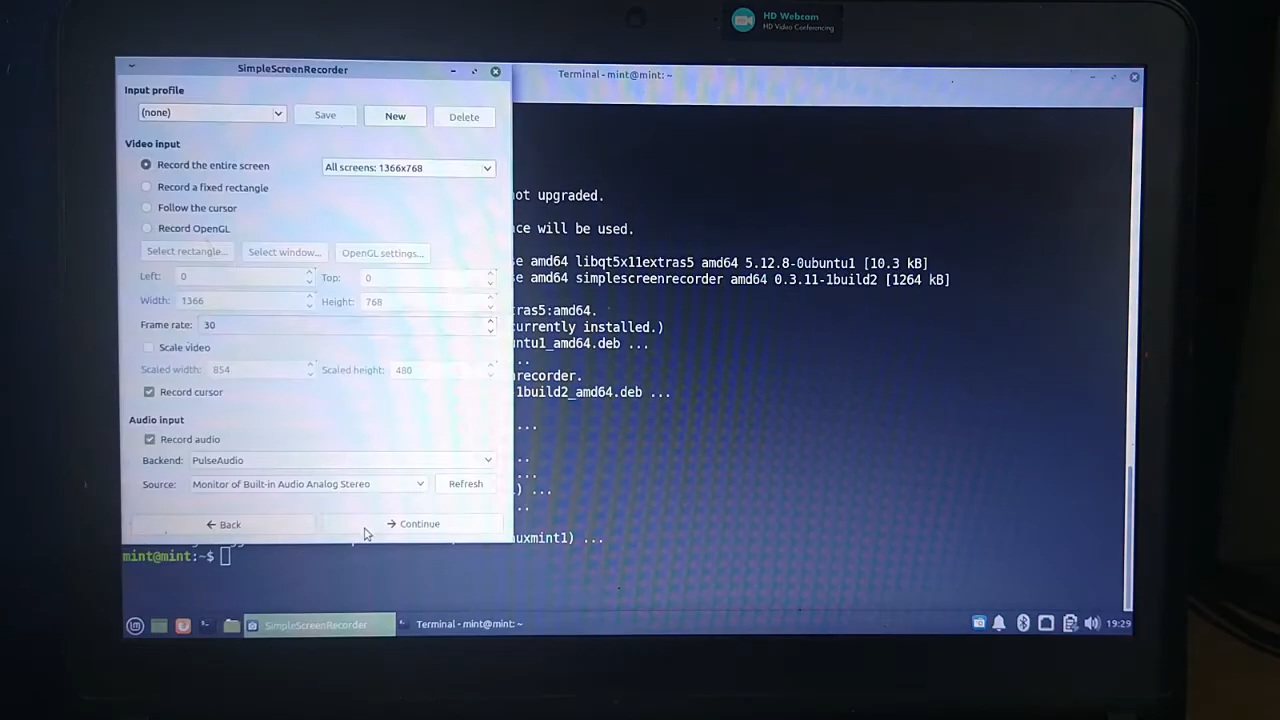 HD Webcam
HD Video Conferencing
SimpleScreenRecorder
Terminal - mint@mint: ~
Input profile
(none)
Save
New
Delete
Video input
Record the entire screen
All screens: 1366x768
Record a fixed rectangle
Follow the cursor
Record OpenGL
Select rectangle...
Select window...
OpenGL settings...
Left: 0
Top: 0
Width: 1366
Height: 768
Frame rate: 30
Scale video
Scaled width: 854
Scaled height: 480
Record cursor
Audio input
Record audio
Backend: PulseAudio
Source: Monitor of Built-in Audio Analog Stereo
Refresh
Back
Continue
ot upgraded.
ce will be used.
e amd64 libqt5x11extras5 amd64 5.12.8-0ubuntu1 [10.3 kB]
e amd64 simplescreenrecorder amd64 0.3.11-1build2 [1264 kB]
ras5:amd64.
urrently installed.)
ntu1_amd64.deb ...
..
recorder.
1build2_amd64.deb ...
...
..
...
) ...
..
uxmint1) ...
mint@mint:~$
SimpleScreenRecorder
Terminal - mint@mint: ~
19:29